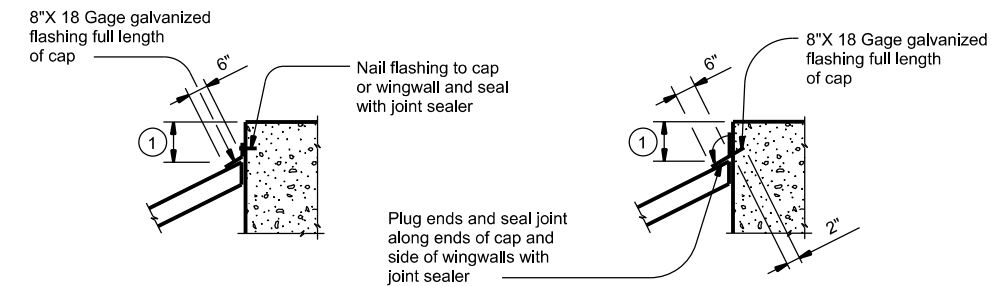 8"X 18 Gage galvanized
flashing full length
of cap
6"
Nail flashing to cap
or wingwall and seal
with joint sealer
1
8"X 18 Gage galvanized
flashing full length
of cap
6"
1
Plug ends and seal joint
along ends of cap and
side of wingwalls with
joint sealer
2"